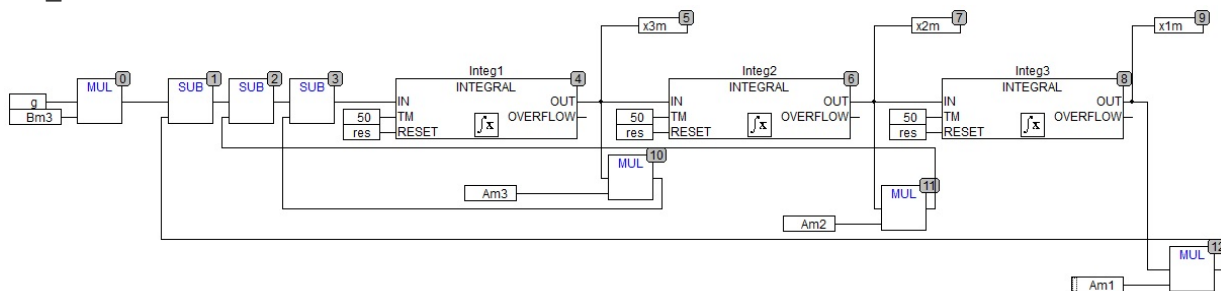 5
x3m
7
x2m
9
x1m
0
MUL
g
Bm3
1
SUB
2
SUB
3
SUB
Integ1
4
INTEGRAL
IN OUT
50 TM OVERFLOW
res RESET
∫x
Integ2
6
INTEGRAL
IN OUT
50 TM OVERFLOW
res RESET
∫x
Integ3
8
INTEGRAL
IN OUT
50 TM OVERFLOW
res RESET
∫x
10
MUL
Am3
11
MUL
Am2
12
MUL
Am1